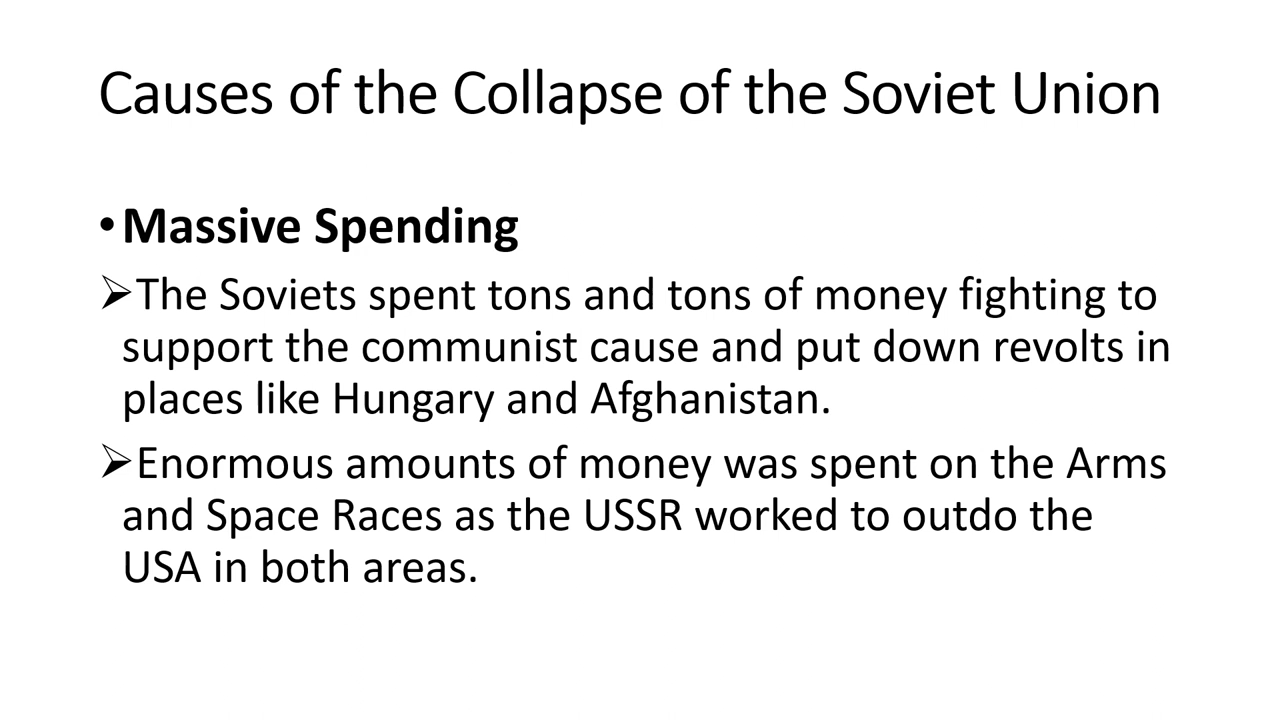 Causes of the Collapse of the Soviet Union
•Massive Spending
➢The Soviets spent tons and tons of money fighting to
support the communist cause and put down revolts in
places like Hungary and Afghanistan.
➢Enormous amounts of money was spent on the Arms
and Space Races as the USSR worked to outdo the
USA in both areas.